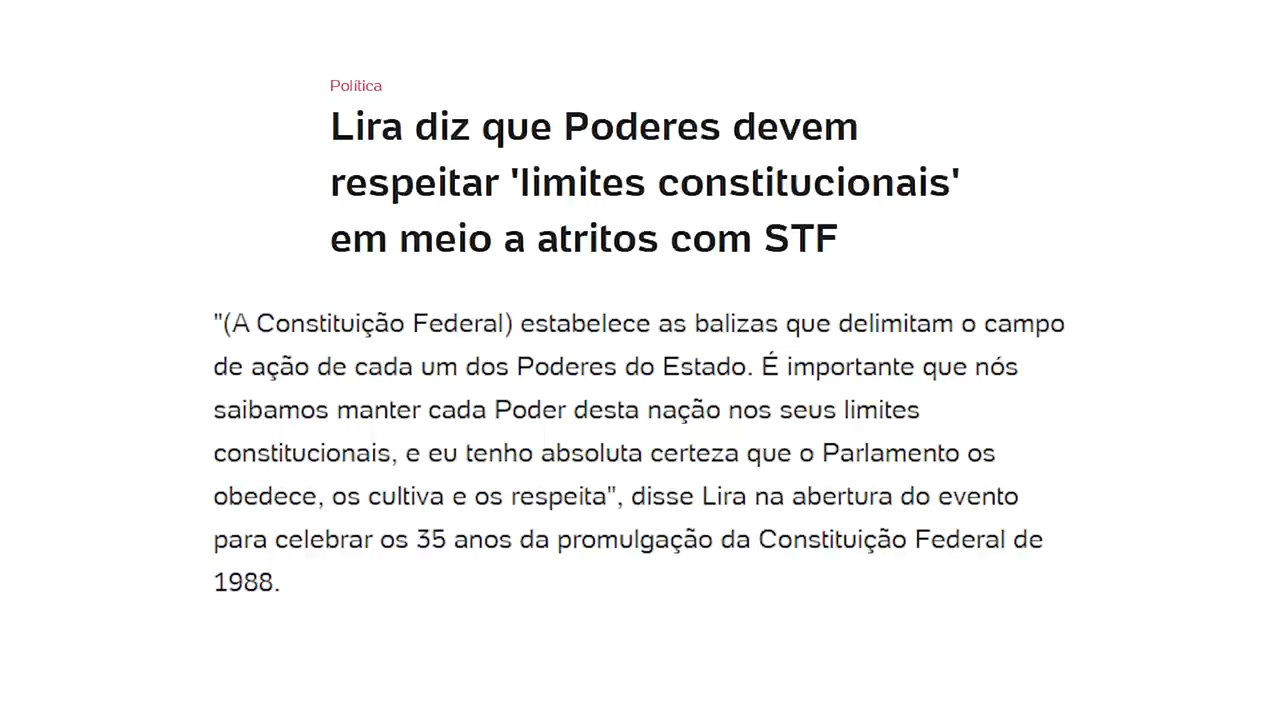 Política
Lira diz que Poderes devem
respeitar 'limites constitucionais'
em meio a atritos com STF
"(A Constituição Federal) estabelece as balizas que delimitam o campo
de ação de cada um dos Poderes do Estado. É importante que nós
saibamos manter cada Poder desta nação nos seus limites
constitucionais, e eu tenho absoluta certeza que o Parlamento os
obedece, os cultiva e os respeita", disse Lira na abertura do evento
para celebrar os 35 anos da promulgação da Constituição Federal de
1988.